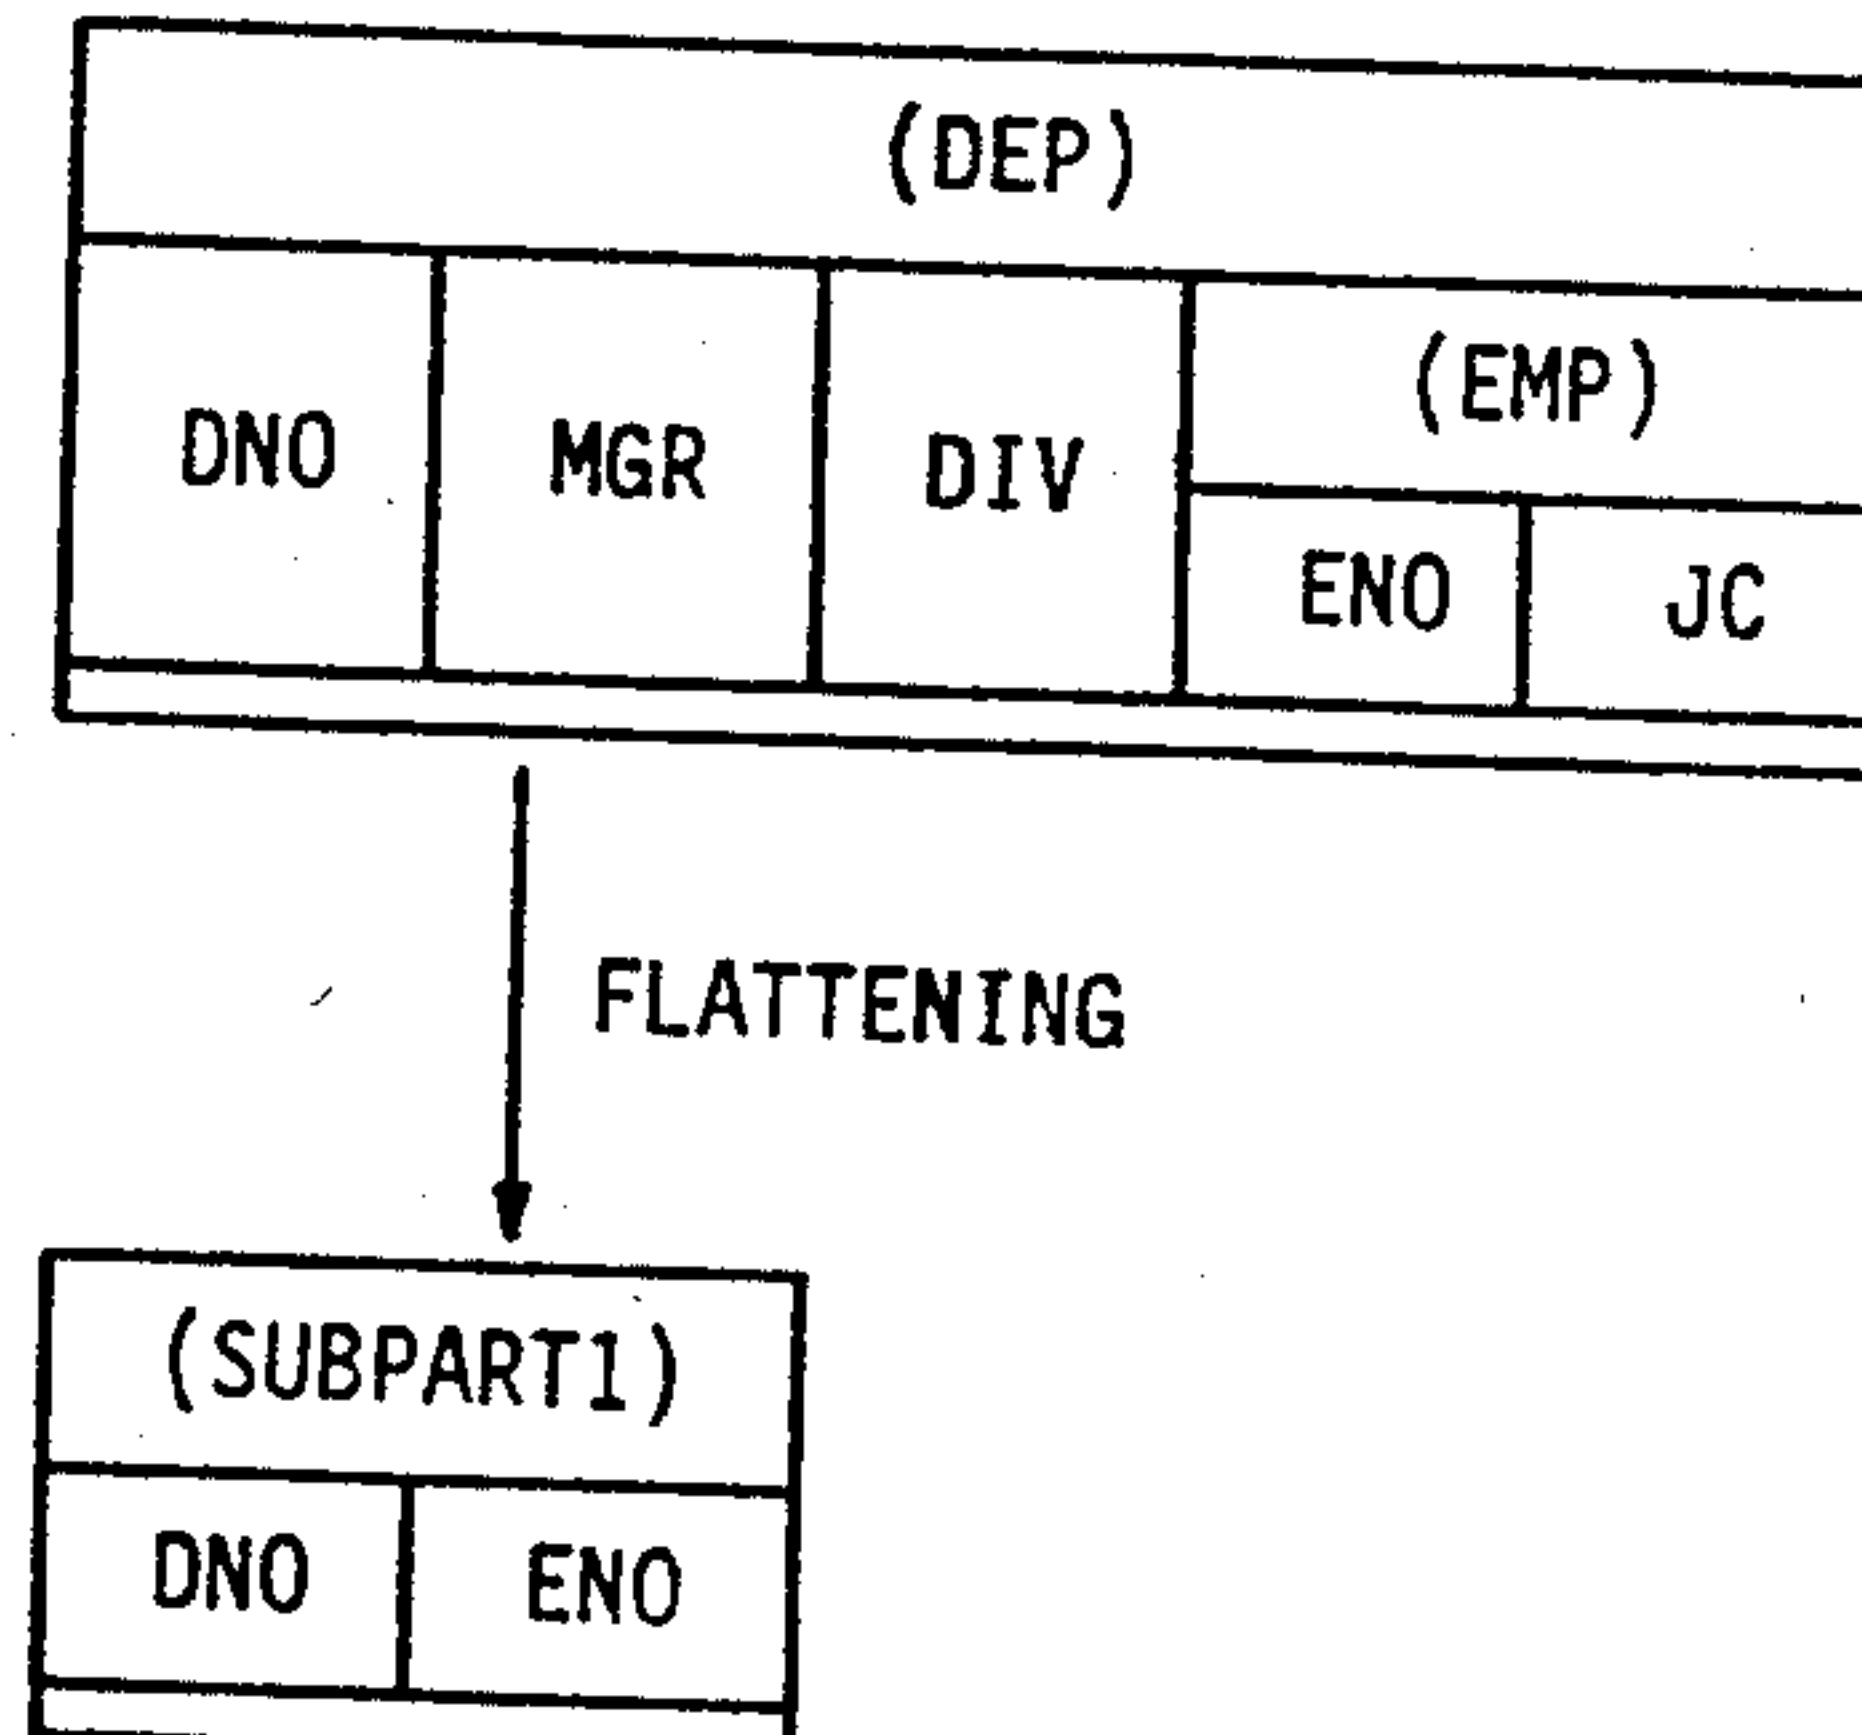 (DEP)
(EMP)
DNO MGR DIV
ENO JC
FLATTENING
(SUBPART1)
DNO ENO